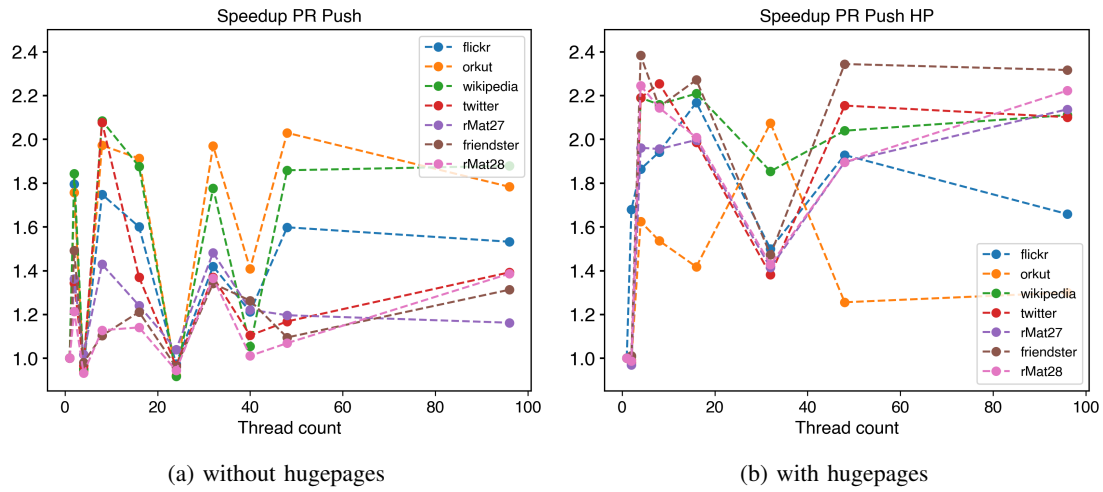 Speedup PR Push
2.4
2.2
2.0
1.8
1.6
1.4
1.2
1.0
0
20
40
60
80
100
Thread count
flickr
orkut
wikipedia
twitter
rMat27
friendster
rMat28
(a) without hugepages
Speedup PR Push HP
2.4
2.2
2.0
1.8
1.6
1.4
1.2
1.0
0
20
40
60
80
100
Thread count
flickr
orkut
wikipedia
twitter
rMat27
friendster
rMat28
(b) with hugepages